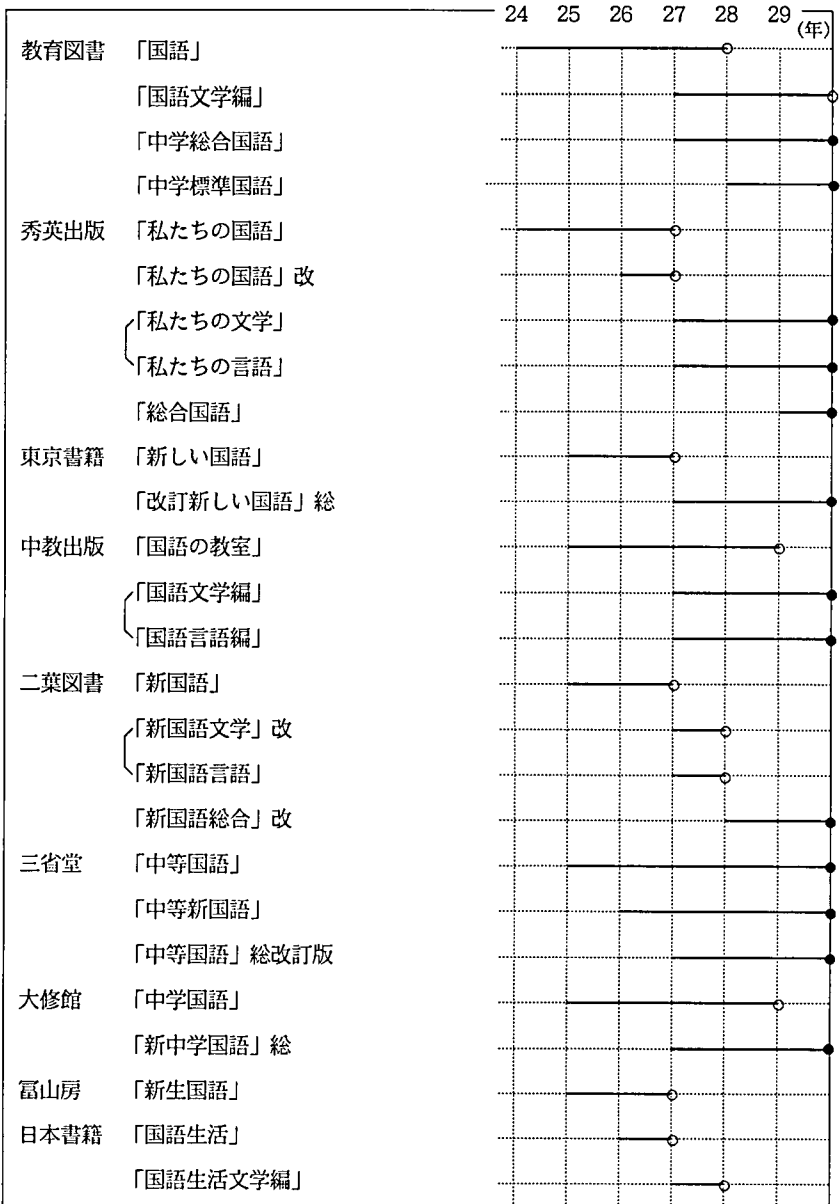 24 25 26 27 28 29 (年)
教育図書 「国語」
「国語文学編」
「中学総合国語」
「中学標準国語」
秀英出版 「私たちの国語」
「私たちの国語」改
「私たちの文学」
「私たちの言語」
「総合国語」
東京書籍 「新しい国語」
「改訂新しい国語」総
中教出版 「国語の教室」
「国語文学編」
「国語言語編」
二葉図書 「新国語」
「新国語文学」改
「新国語言語」
「新国語総合」改
三省堂 「中等国語」
「中等新国語」
「中等国語」総改訂版
大修館 「中学国語」
「新中学国語」総
冨山房 「新生国語」
日本書籍 「国語生活」
「国語生活文学編」